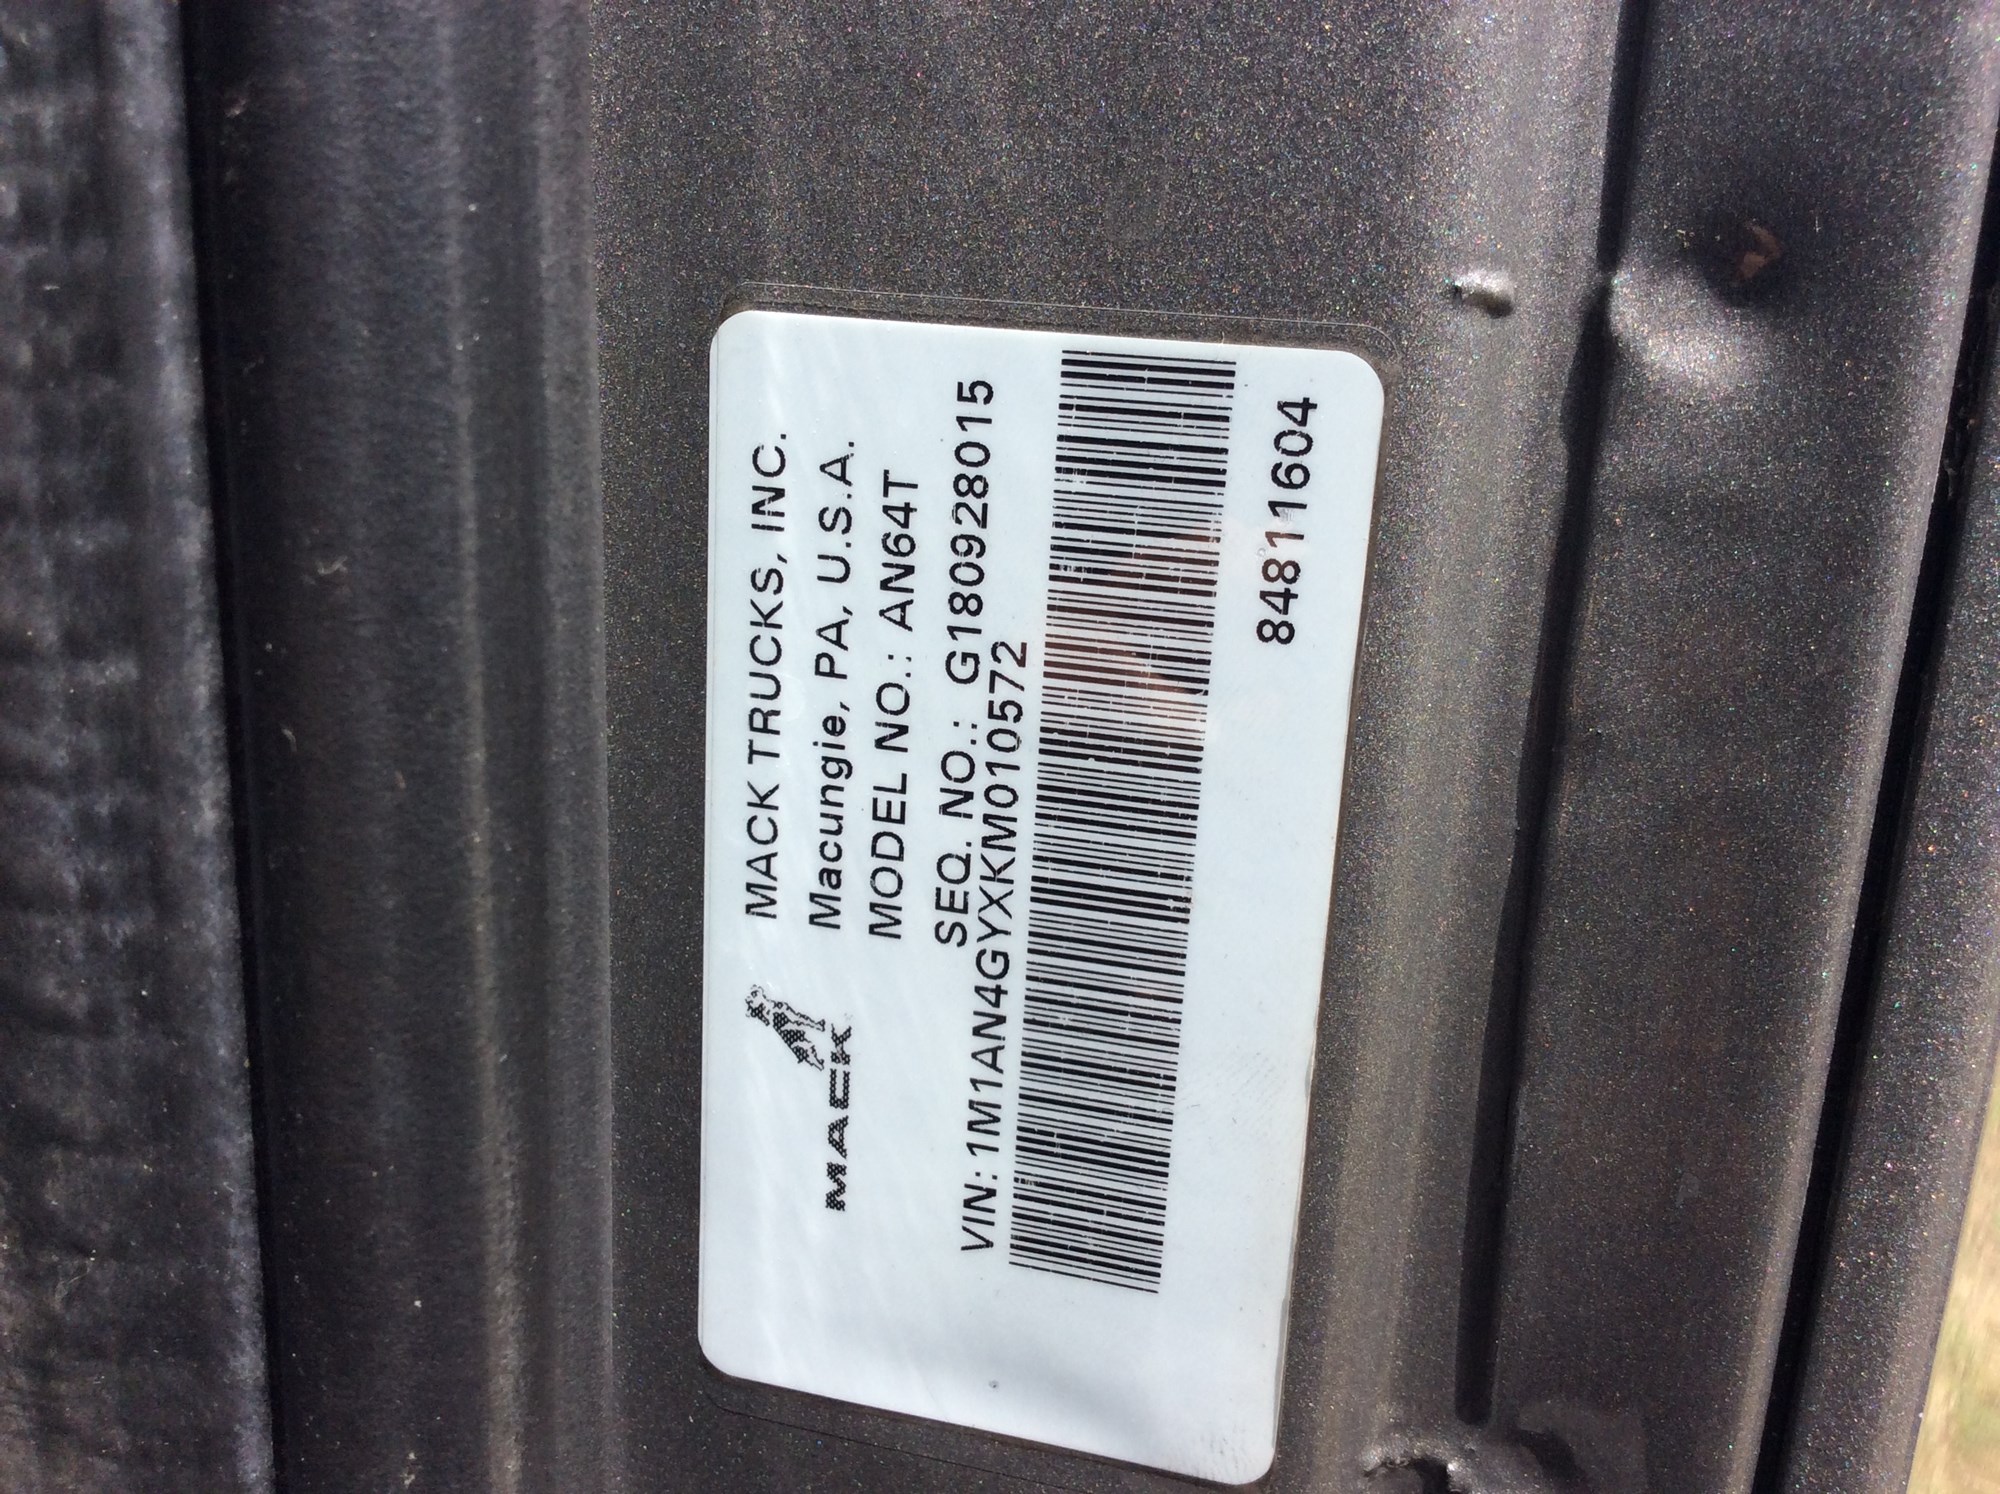 MACK
MACK TRUCKS, INC.
Macungie, PA, U.S.A.
MODEL NO.: AN64T
SEQ. NO.: G180928015
VIN: 1M1AN4GYXKM010572
84811604